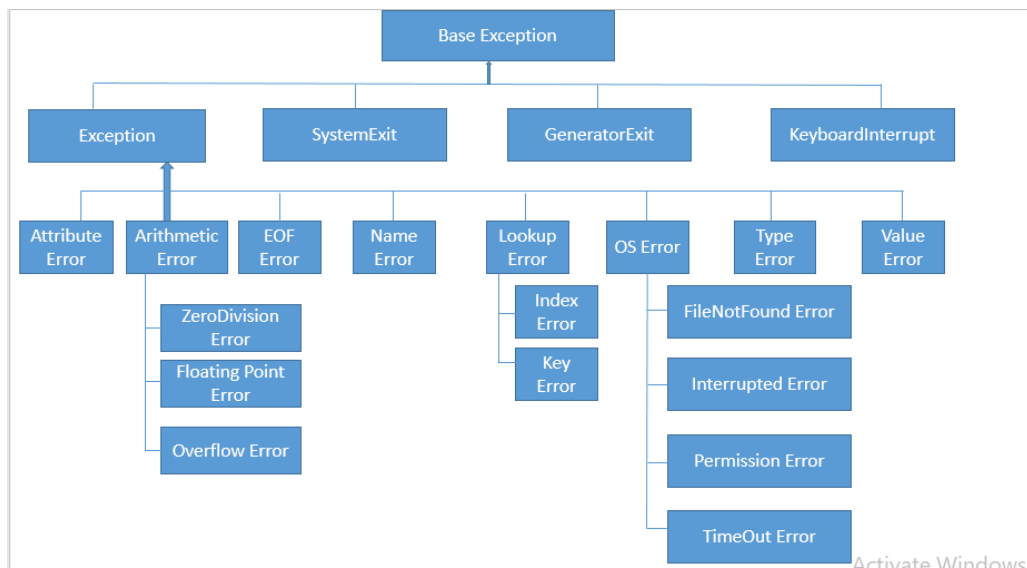 Base Exception
Exception
SystemExit
GeneratorExit
KeyboardInterrupt
Attribute
Error
Arithmetic
Error
EOF
Error
Name
Error
Lookup
Error
OS Error
Type
Error
Value
Error
ZeroDivision
Error
Floating Point
Error
Overflow Error
Index
Error
Key
Error
FileNotFound Error
Interrupted Error
Permission Error
TimeOut Error
Activate Windows